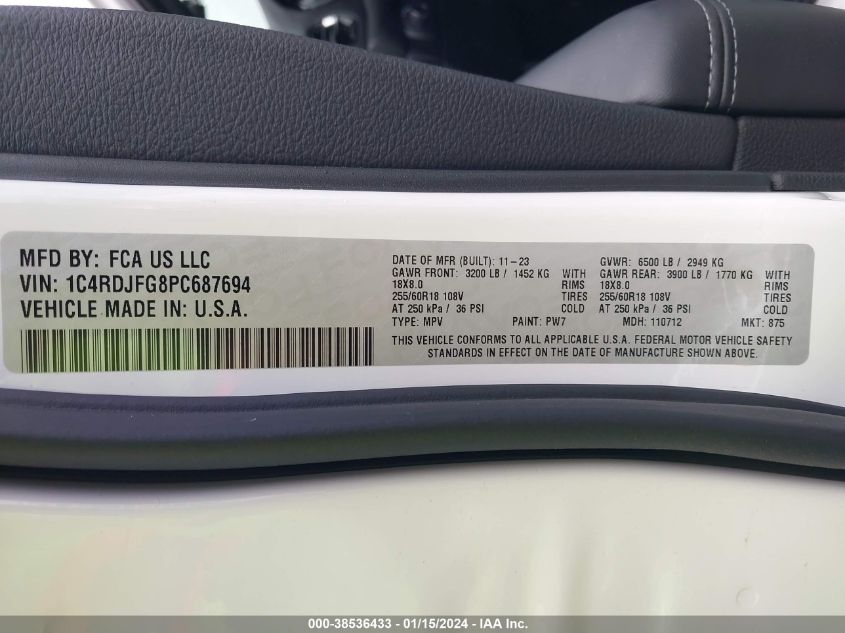 MFD BY: FCA US LLC
VIN: 1C4RDJFG8PC687694
VEHICLE MADE IN: U.S.A.
DATE OF MFR (BUILT): 11-23
GAWR FRONT: 3200 LB / 1452 KG WITH
18X8.0 RIMS
255/60R18 108V TIRES
AT 250 kPa / 36 PSI COLD
TYPE: MPV PAINT: PW7
GVWR: 6500 LB / 2949 KG
GAWR REAR: 3900 LB / 1770 KG WITH
18X8.0 RIMS
255/60R18 108V TIRES
AT 250 kPa / 36 PSI COLD
MDH: 110712 MKT: 875
THIS VEHICLE CONFORMS TO ALL APPLICABLE U.S.A. FEDERAL MOTOR VEHICLE SAFETY
STANDARDS IN EFFECT ON THE DATE OF MANUFACTURE SHOWN ABOVE.
000-38536433 - 01/15/2024 - IAA Inc.